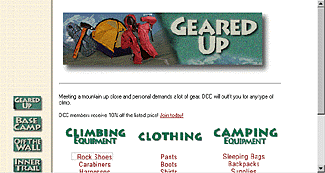 GEARED
UP
Meeting a mountain up close and personal demands a lot of gear. DCC will outfit you for any type of
climb.
DCC members receive 10% off the listed price! Join today!
GEARED
UP
BASE
CAMP
OFF THE
WALL
INNER
TRAIL
CLIMBING
EQUIPMENT
Rock Shoes
Carabiners
Harnesses
CLOTHING
Pants
Boots
Shirts
CAMPING
EQUIPMENT
Sleeping Bags
Backpacks
Supplies